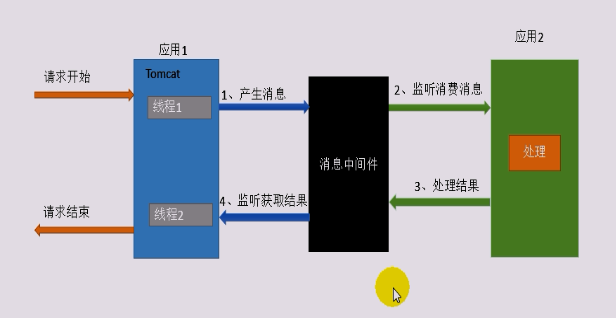 应用1
应用2
请求开始
Tomcat
线程1
1、产生消息
2、监听消费消息
消息中间件
处理
3、处理结果
4、监听获取结果
请求结束
线程2